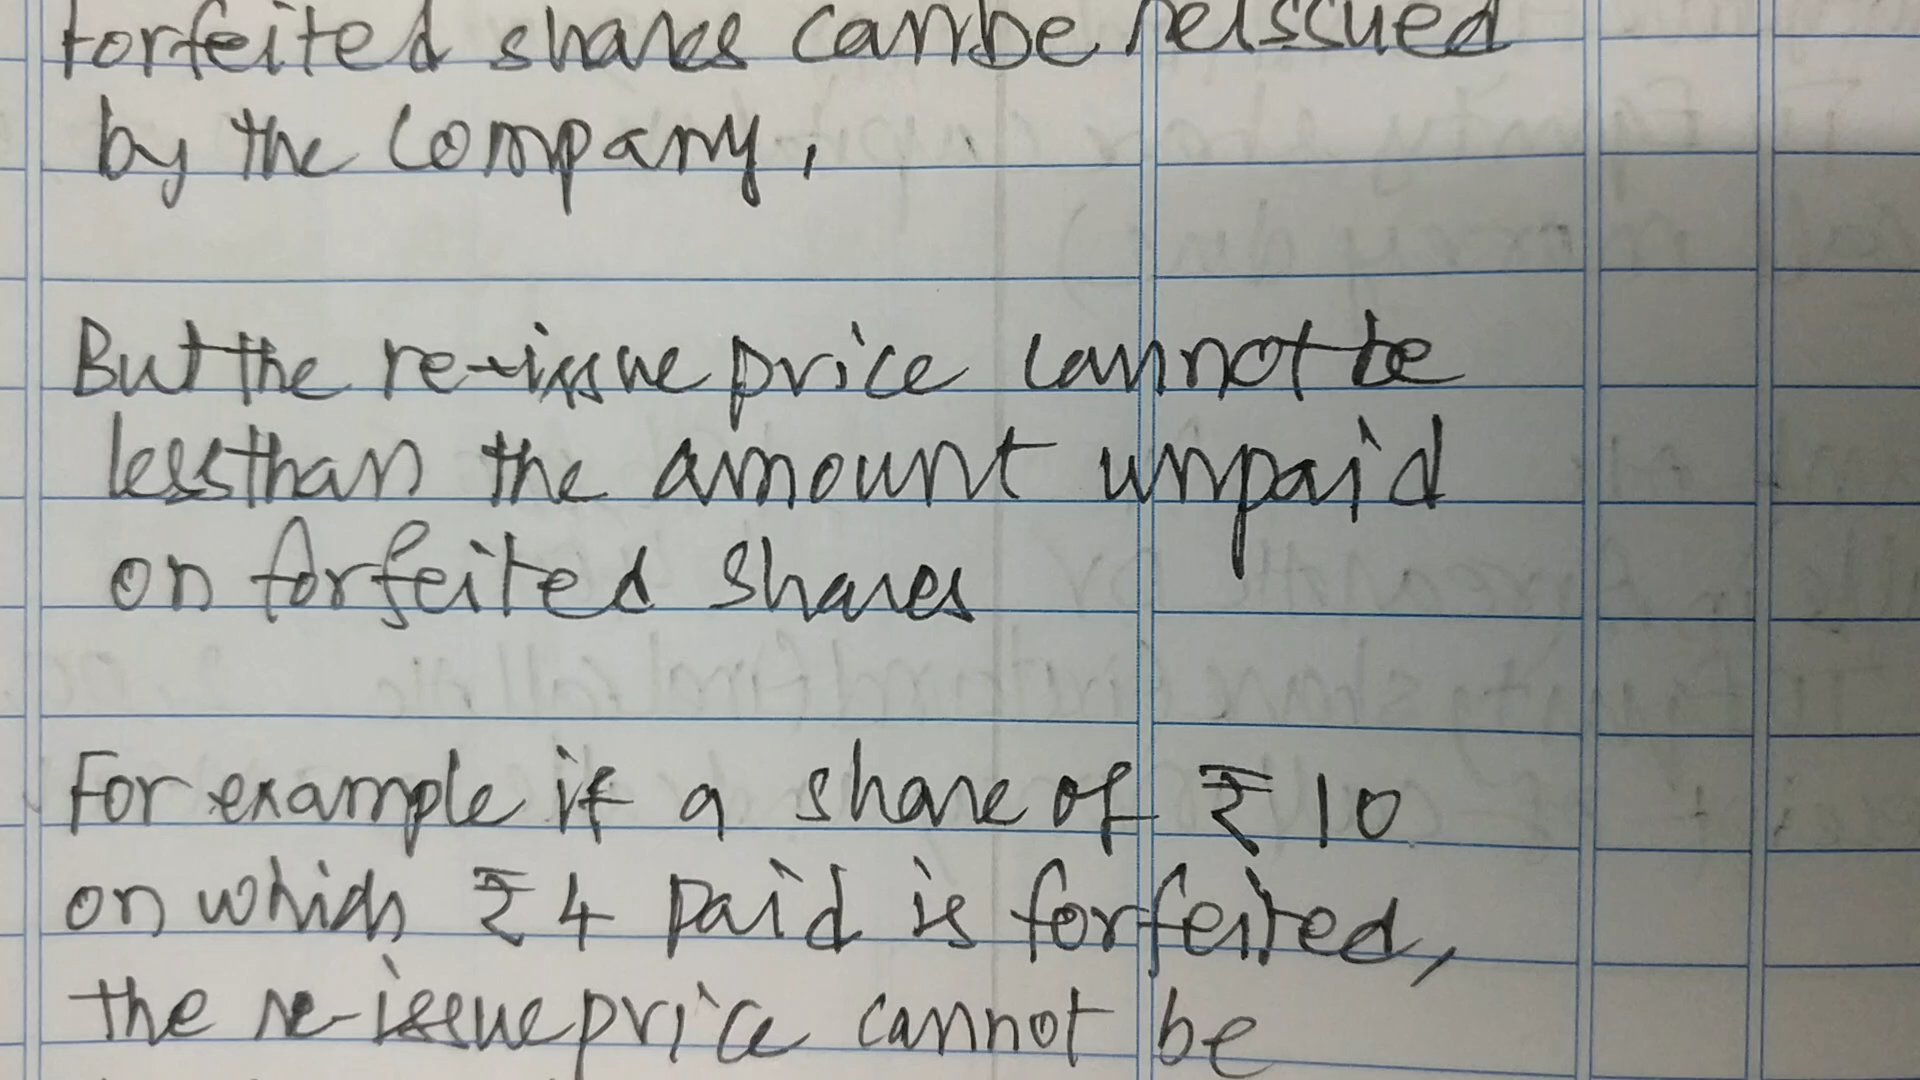 forfeited shares can be reissued
by the company.
But the re-issue price cannot be
less than the amount unpaid
on forfeited shares
For example if a share of ₹ 10
on which ₹4 paid is forfeited,
the re-issue price cannot be